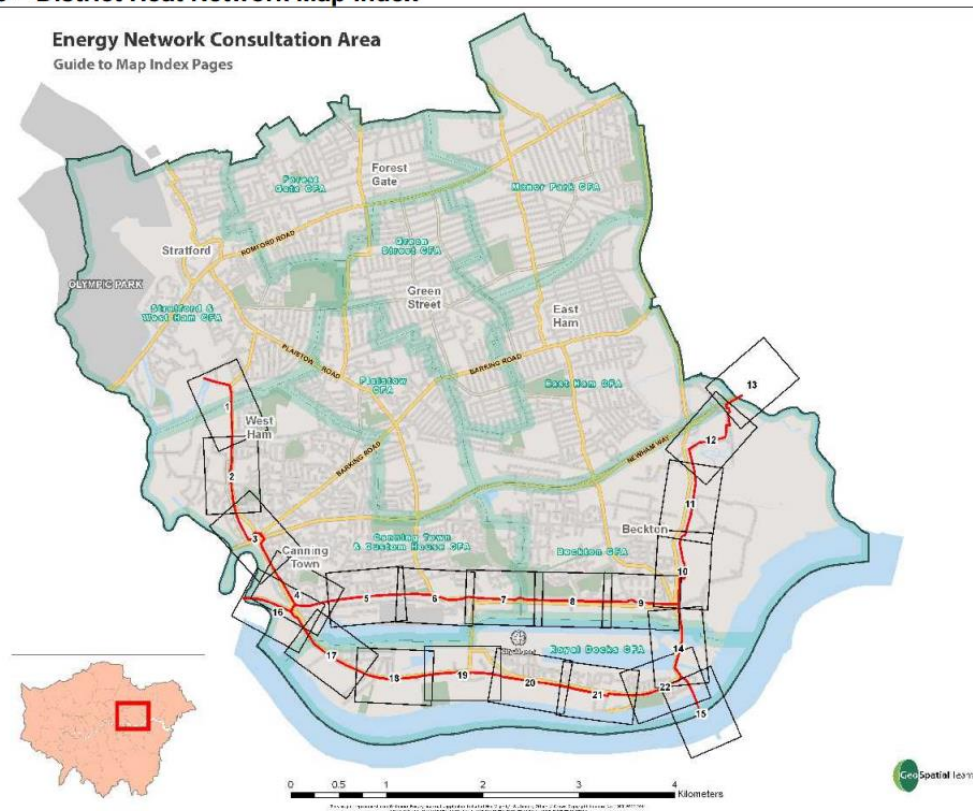 District Heat Network Map Index
Energy Network Consultation Area
Guide to Map Index Pages
Forest
Gate
Forest
Gate CFA
Manor Park CFA
Stratford
ROMFORD ROAD
Green
Street CFA
OLYMPIC PARK
Green
Street
Stratford &
West Ham CFA
East
Ham
PLAISTOW ROAD
BARKING ROAD
Plaistow
CFA
East Ham CFA
13
1
West
Ham
12
NEWHAM WAY
BARKING ROAD
2
11
Beckton
3
Canning
Town
Canning Town
& Custom House CFA
Beckton CFA
10
4
5
6
7
8
9
16
14
Royal Docks CFA
17
18
19
20
21
22
15
0 0.5 1 2 3 4
Kilometers
GeoSpatial team